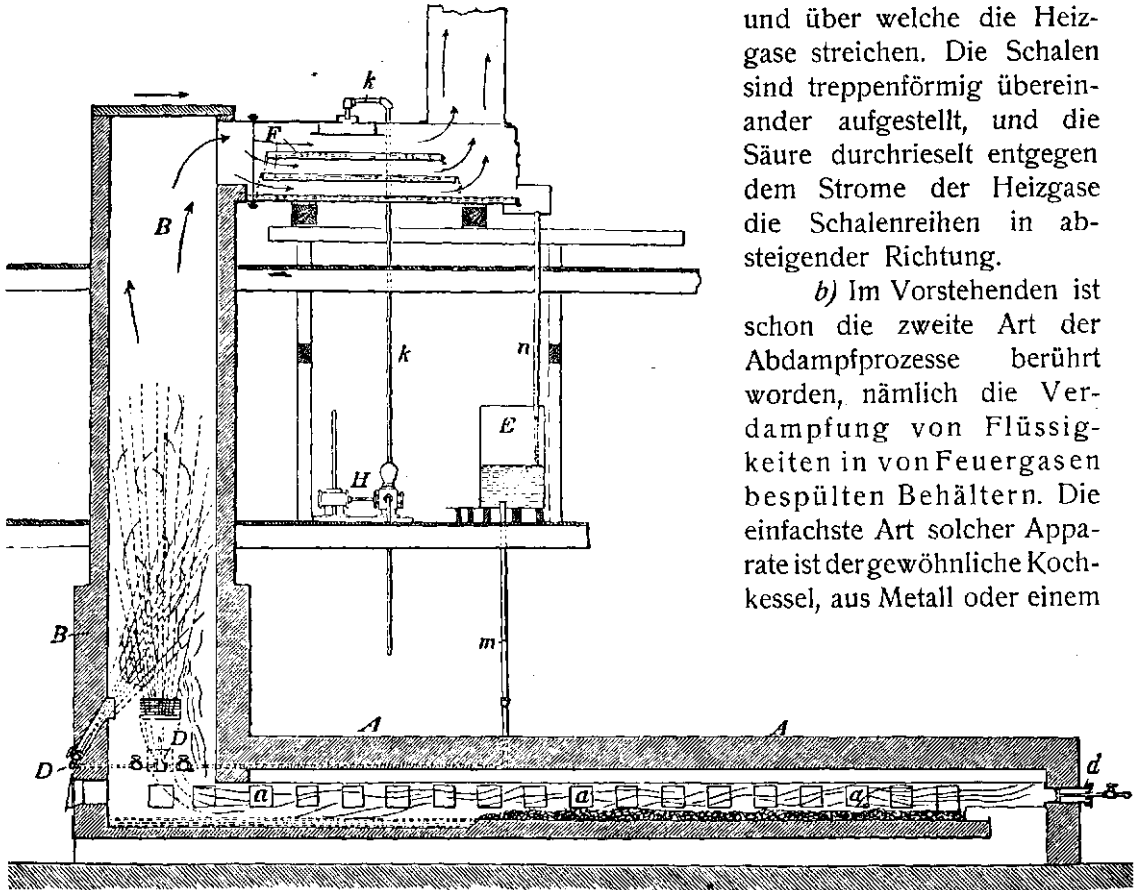 und über welche die Heiz-
gase streichen. Die Schalen
sind treppenförmig überein-
ander aufgestellt, und die
Säure durchrieselt entgegen
dem Strome der Heizgase
die Schalenreihen in ab-
steigender Richtung.
b) Im Vorstehenden ist
schon die zweite Art der
Abdampfprozesse berührt
worden, nämlich die Ver-
dampfung von Flüssig-
keiten in von Feuergasen
bespülten Behältern. Die
einfachste Art solcher Appa-
rate ist der gewöhnliche Koch-
kessel, aus Metall oder einem
k
F
B
k
n
E
H
B
m
A
A
D
D
d
a
a
a